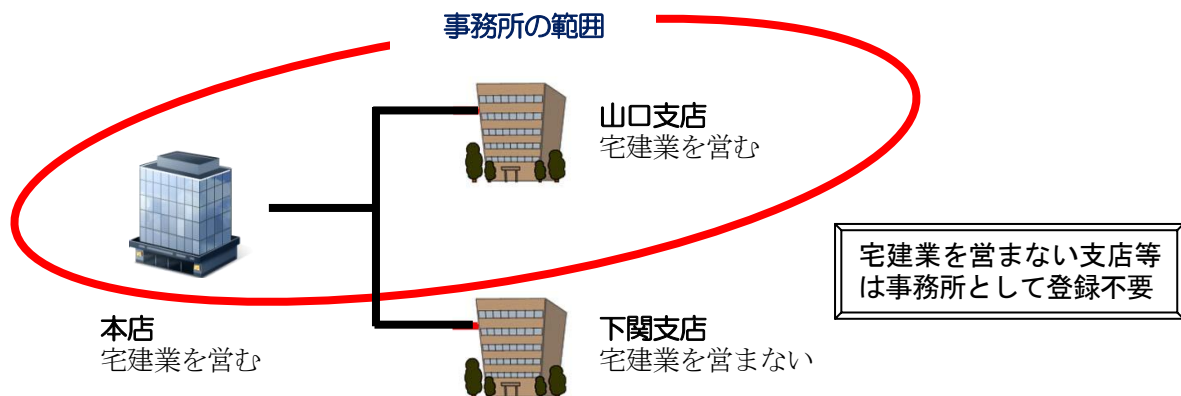 事務所の範囲
山口支店
宅建業を営む
宅建業を営まない支店等
は事務所として登録不要
本店
宅建業を営む
下関支店
宅建業を営まない